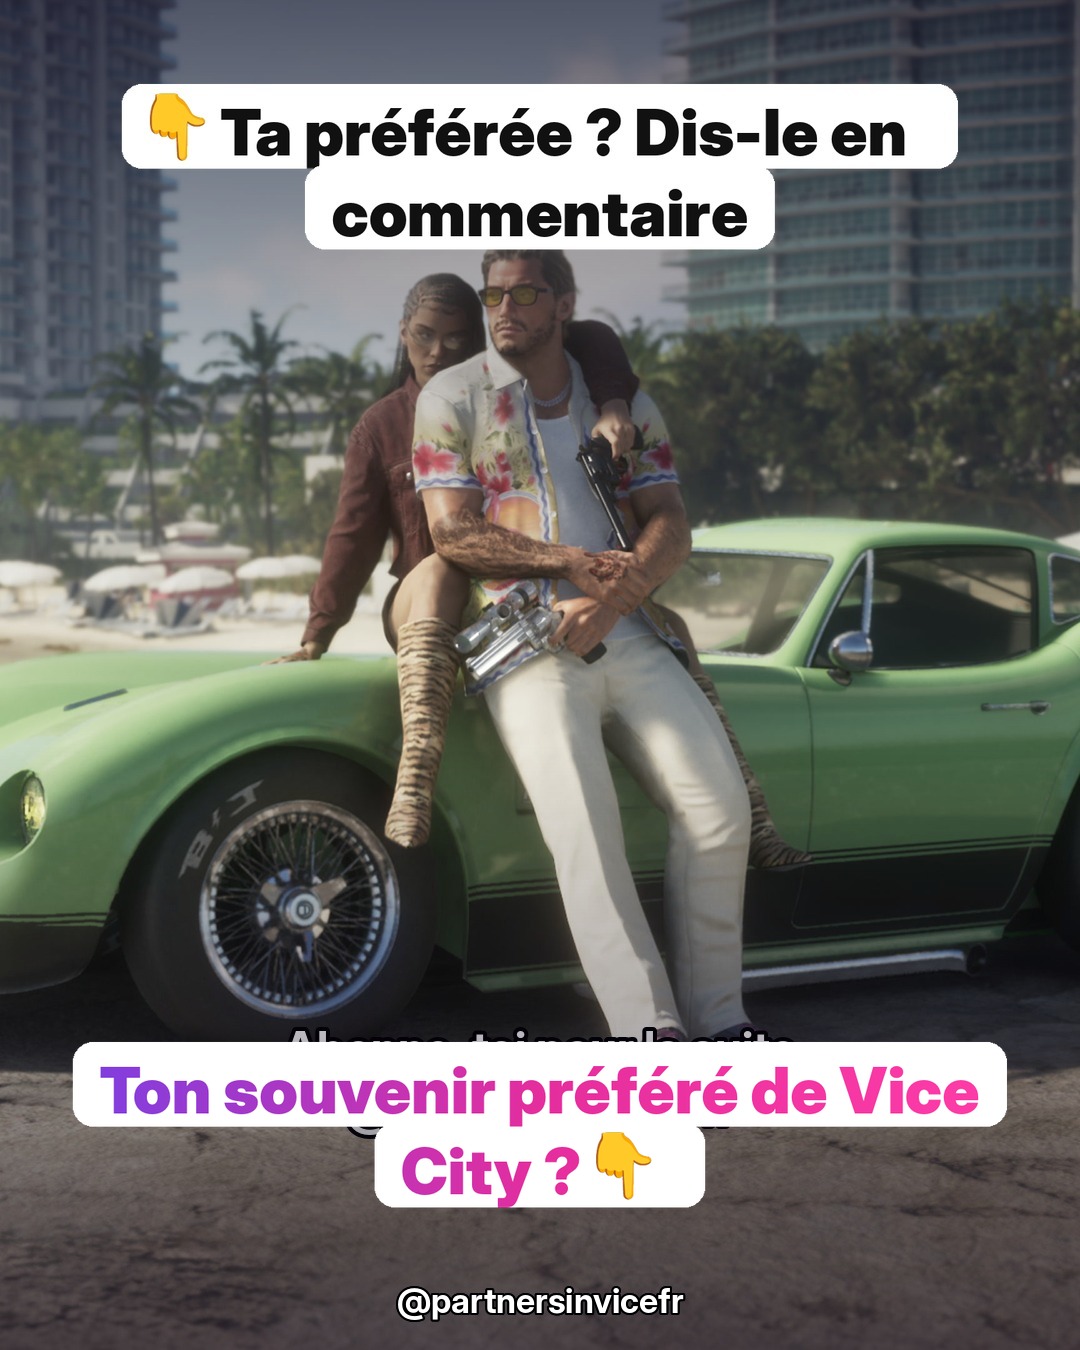 👇 Ta préférée ? Dis-le en
commentaire
B&J
Ton souvenir préféré de Vice
City ? 👇
@partnersinvicefr